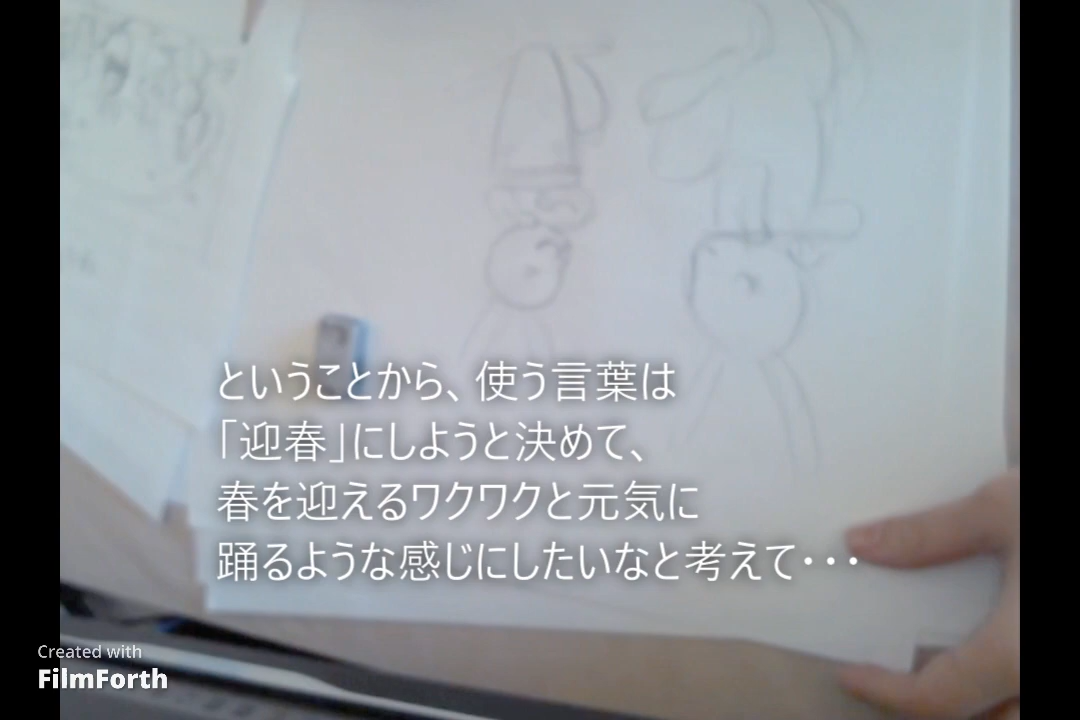 ということから、使う言葉は
「迎春」にしようと決めて、
春を迎えるワクワクと元気に
踊るような感じにしたいなと考えて・・・
Created with
FilmForth